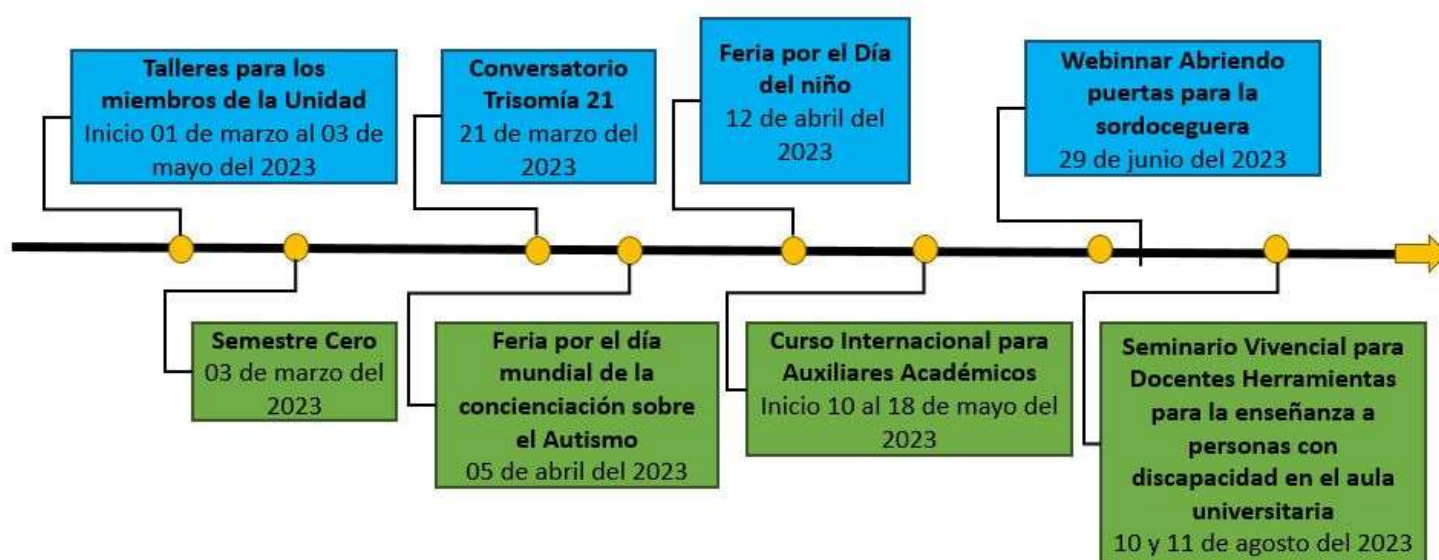 Talleres para los
miembros de la Unidad
Inicio 01 de marzo al 03 de
mayo del 2023
Semestre Cero
03 de marzo del
2023
Conversatorio
Trisomía 21
21 de marzo del
2023
Feria por el día
mundial de la
concienciación sobre
el Autismo
05 de abril del 2023
Feria por el Día
del niño
12 de abril del
2023
Curso Internacional para
Auxiliares Académicos
Inicio 10 al 18 de mayo del
2023
Webinnar Abriendo
puertas para la
sordoceguera
29 de junio del 2023
Seminario Vivencial para
Docentes Herramientas
para la enseñanza a
personas con
discapacidad en el aula
universitaria
10 y 11 de agosto del 2023